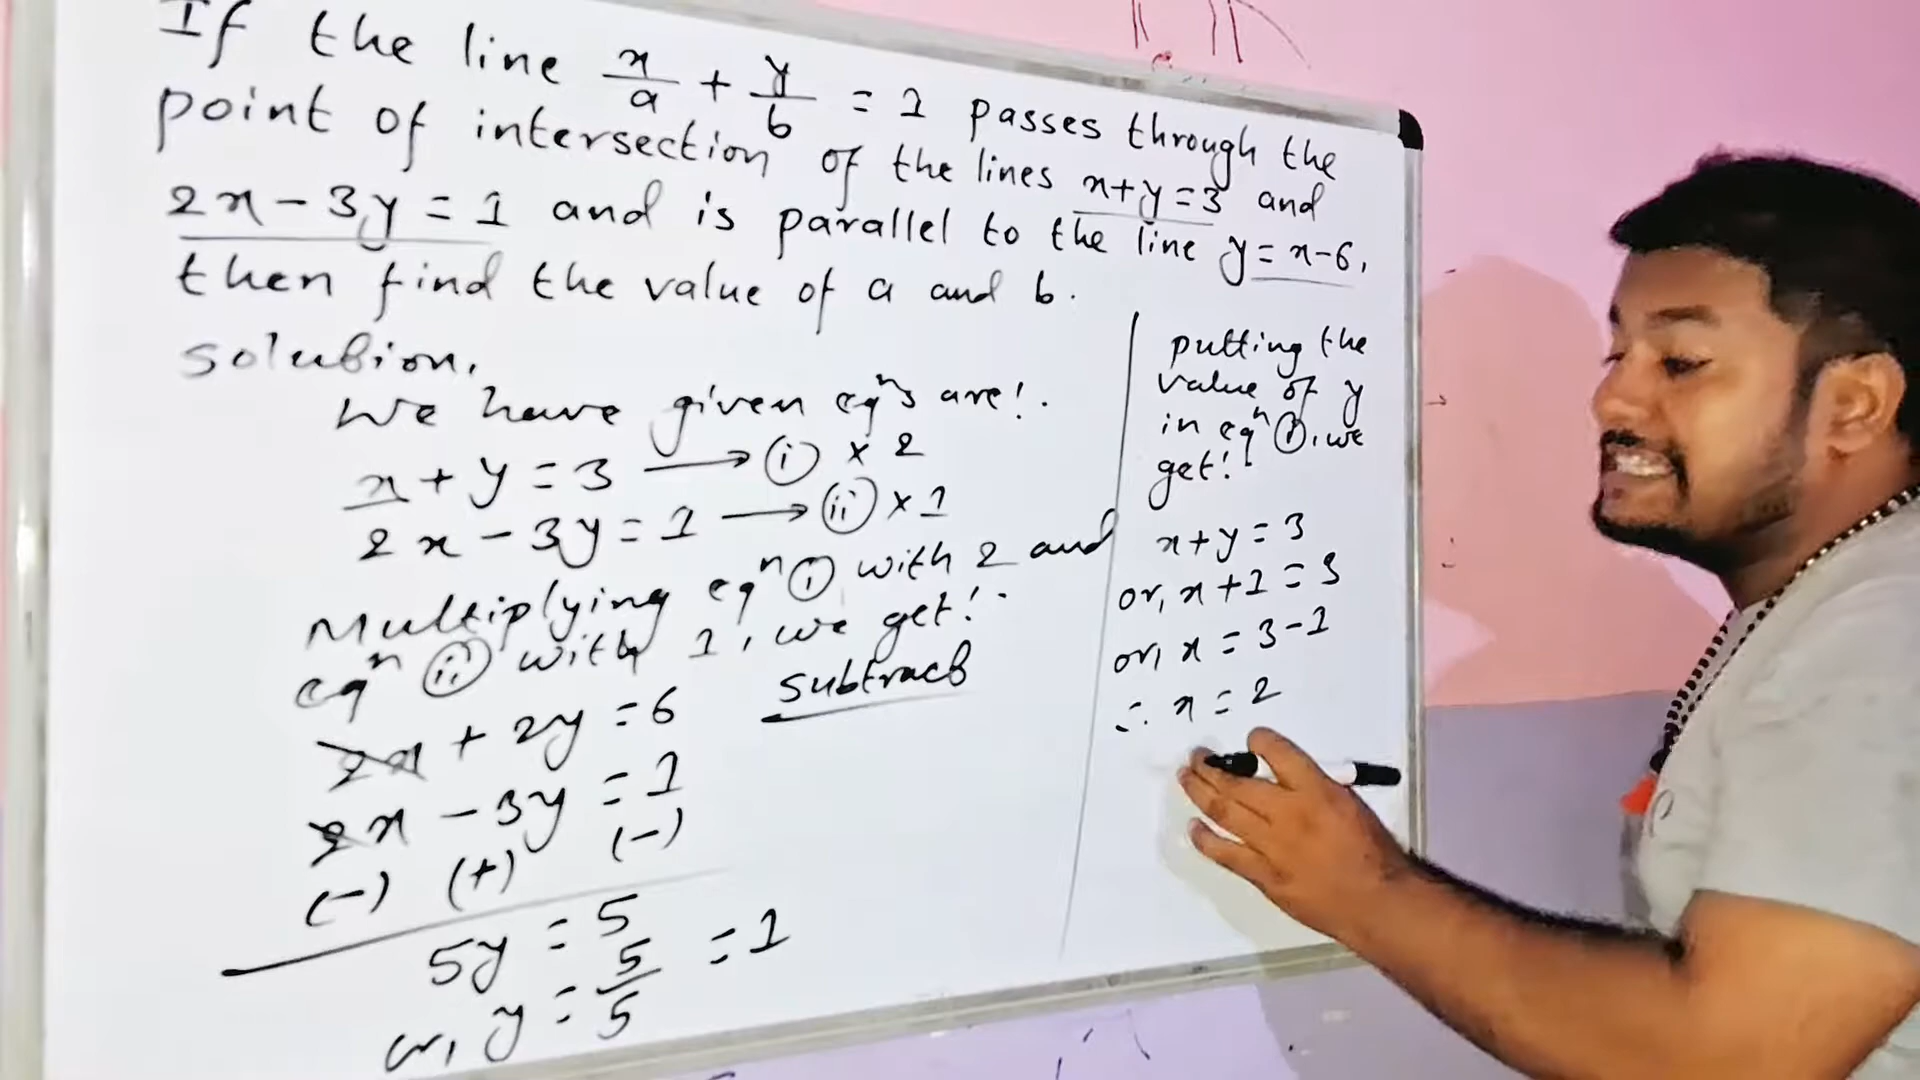 If the line x/a + y/b = 1 passes through the
point of intersection of the lines x+y=3 and
2x-3y=1 and is parallel to the line y=x-6,
then find the value of a and b.
solution,
We have given eqⁿs are:-
x+y=3 ⟶ (i) × 2
2x-3y=1 ⟶ (ii) × 1
Multiplying eqⁿ (i) with 2 and
eqⁿ (ii) with 1, we get:-
subtract
2x + 2y = 6
2x - 3y = 1
(-) (+) (-)
5y = 5
or, y = 5/5 = 1
putting the
value of y
in eqⁿ (i), we
get:-
x+y=3
or, x+1=3
or, x=3-1
∴ x=2